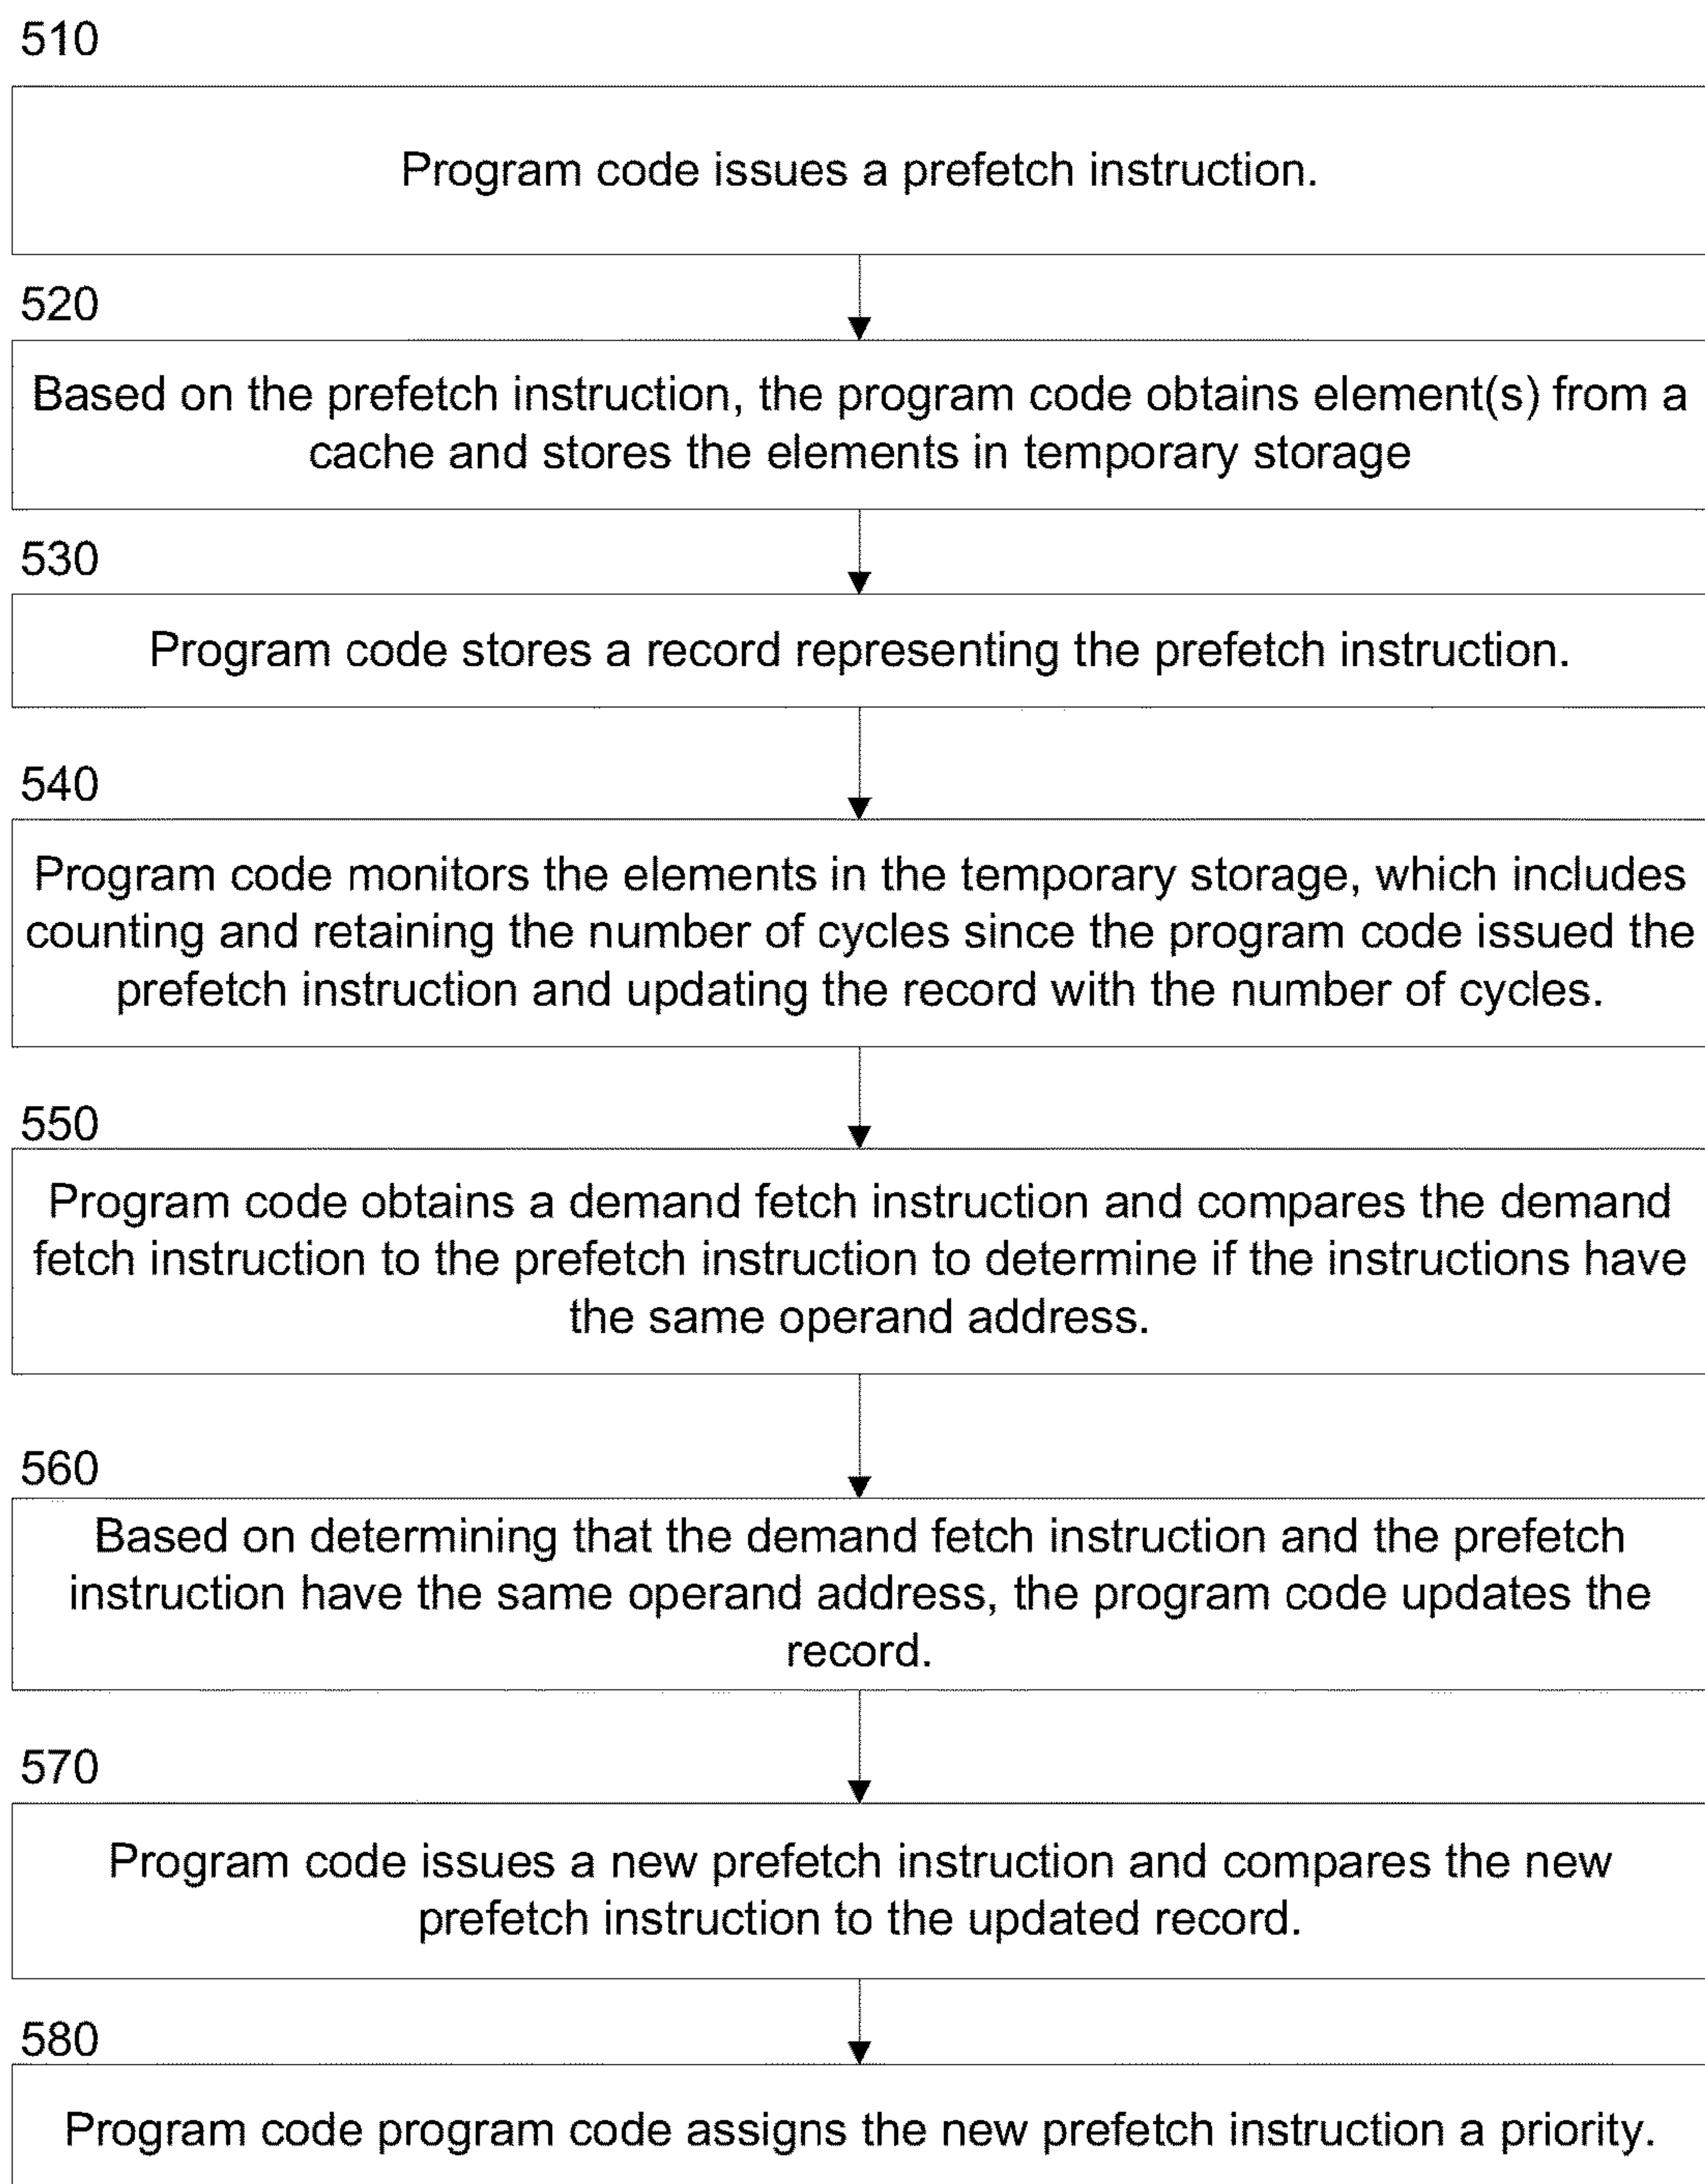 510
Program code issues a prefetch instruction.
520
Based on the prefetch instruction, the program code obtains element(s) from a
cache and stores the elements in temporary storage
530
Program code stores a record representing the prefetch instruction.
540
Program code monitors the elements in the temporary storage, which includes
counting and retaining the number of cycles since the program code issued the
prefetch instruction and updating the record with the number of cycles.
550
Program code obtains a demand fetch instruction and compares the demand
fetch instruction to the prefetch instruction to determine if the instructions have
the same operand address.
560
Based on determining that the demand fetch instruction and the prefetch
instruction have the same operand address, the program code updates the
record.
570
Program code issues a new prefetch instruction and compares the new
prefetch instruction to the updated record.
580
Program code program code assigns the new prefetch instruction a priority.